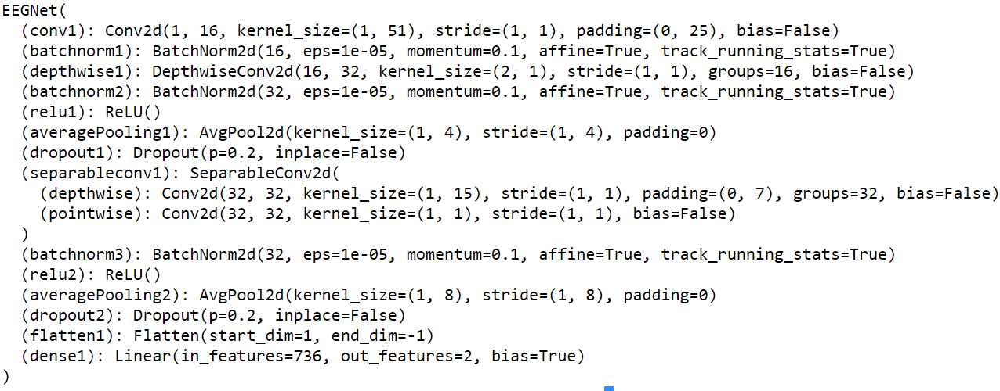 EEGNet(
  (conv1): Conv2d(1, 16, kernel_size=(1, 51), stride=(1, 1), padding=(0, 25), bias=False)
  (batchnorm1): BatchNorm2d(16, eps=1e-05, momentum=0.1, affine=True, track_running_stats=True)
  (depthwise1): DepthwiseConv2d(16, 32, kernel_size=(2, 1), stride=(1, 1), groups=16, bias=False)
  (batchnorm2): BatchNorm2d(32, eps=1e-05, momentum=0.1, affine=True, track_running_stats=True)
  (relu1): ReLU()
  (averagePooling1): AvgPool2d(kernel_size=(1, 4), stride=(1, 4), padding=0)
  (dropout1): Dropout(p=0.2, inplace=False)
  (separableconv1): SeparableConv2d(
    (depthwise): Conv2d(32, 32, kernel_size=(1, 15), stride=(1, 1), padding=(0, 7), groups=32, bias=False)
    (pointwise): Conv2d(32, 32, kernel_size=(1, 1), stride=(1, 1), bias=False)
  )
  (batchnorm3): BatchNorm2d(32, eps=1e-05, momentum=0.1, affine=True, track_running_stats=True)
  (relu2): ReLU()
  (averagePooling2): AvgPool2d(kernel_size=(1, 8), stride=(1, 8), padding=0)
  (dropout2): Dropout(p=0.2, inplace=False)
  (flatten1): Flatten(start_dim=1, end_dim=-1)
  (dense1): Linear(in_features=736, out_features=2, bias=True)
)